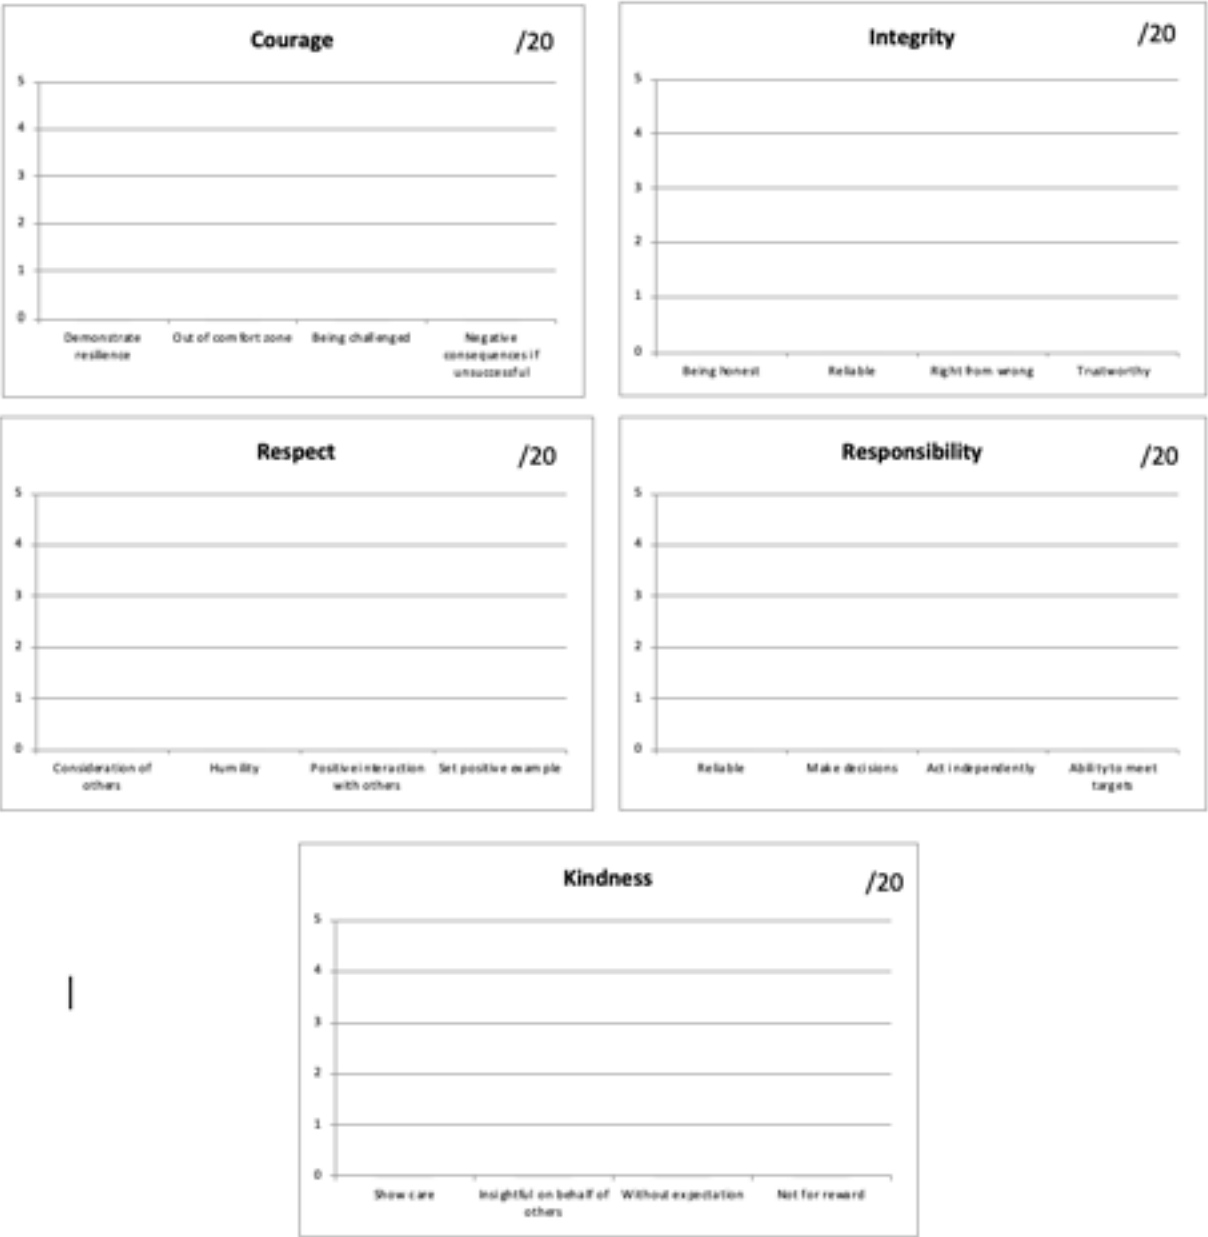 Courage /20
5
4
3
2
1
0
Demonstrate Out of comfort zone Being challenged Negative
resilience consequences if
unsuccessful
Integrity /20
5
4
3
2
1
0
Being honest Reliable Right from wrong Trustworthy
Respect /20
5
4
3
2
1
0
Consideration of Humility Positive interaction Set positive example
others with others
Responsibility /20
5
4
3
2
1
0
Reliable Make decisions Act independently Ability to meet
targets
Kindness /20
5
4
3
2
1
0
Show care Insightful on behalf of Without expectation Not for reward
others